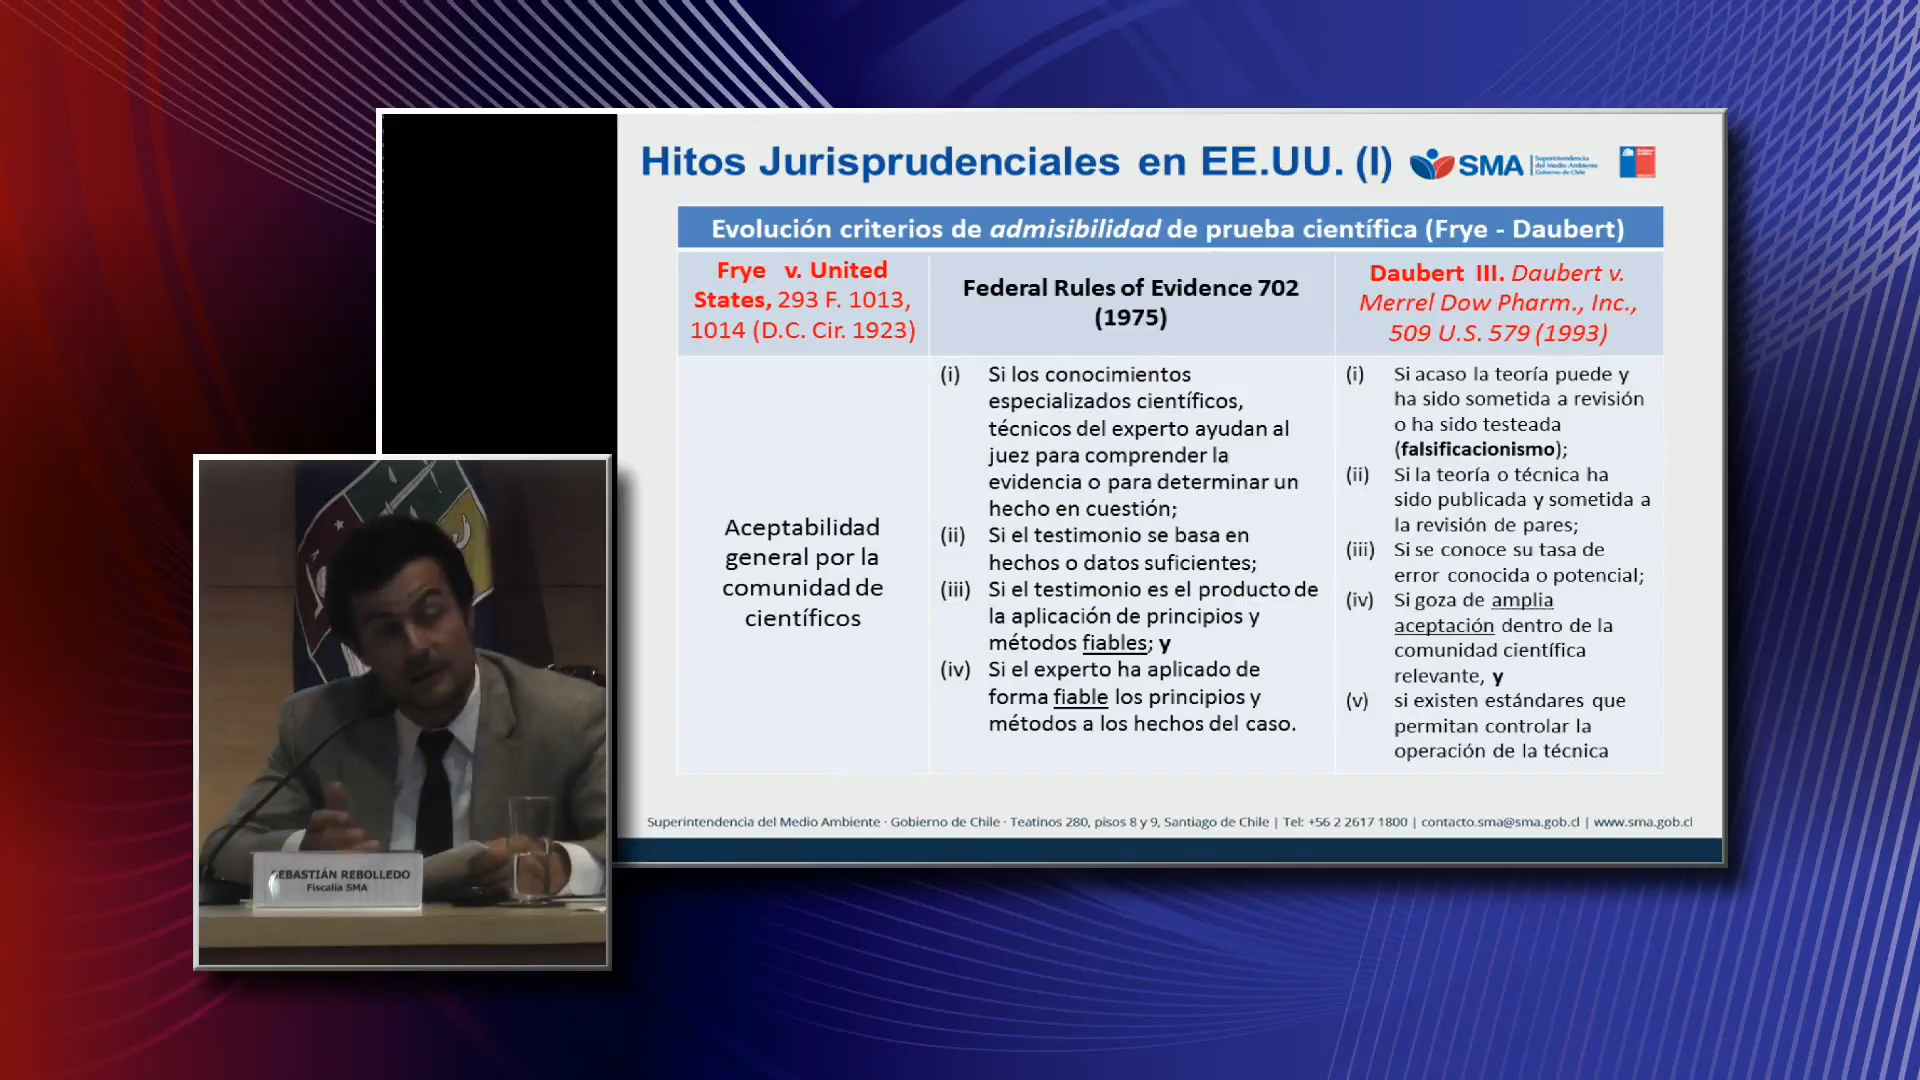 Hitos Jurisprudenciales en EE.UU. (I)
SMA
Superintendencia
del Medio Ambiente
Gobierno de Chile
Evolución criterios de admisibilidad de prueba científica (Frye - Daubert)
Frye v. United
States, 293 F. 1013,
1014 (D.C. Cir. 1923)
Federal Rules of Evidence 702
(1975)
Daubert III. Daubert v.
Merrel Dow Pharm., Inc.,
509 U.S. 579 (1993)
Aceptabilidad
general por la
comunidad de
científicos
(i) Si los conocimientos
especializados científicos,
técnicos del experto ayudan al
juez para comprender la
evidencia o para determinar un
hecho en cuestión;
(ii) Si el testimonio se basa en
hechos o datos suficientes;
(iii) Si el testimonio es el producto de
la aplicación de principios y
métodos fiables; y
(iv) Si el experto ha aplicado de
forma fiable los principios y
métodos a los hechos del caso.
(i) Si acaso la teoría puede y
ha sido sometida a revisión
o ha sido testeada
(falsificacionismo);
(ii) Si la teoría o técnica ha
sido publicada y sometida a
la revisión de pares;
(iii) Si se conoce su tasa de
error conocida o potencial;
(iv) Si goza de amplia
aceptación dentro de la
comunidad científica
relevante, y
(v) si existen estándares que
permitan controlar la
operación de la técnica
Superintendencia del Medio Ambiente · Gobierno de Chile · Teatinos 280, pisos 8 y 9, Santiago de Chile | Tel: +56 2 2617 1800 | contacto.sma@sma.gob.cl | www.sma.gob.cl
SEBASTIÁN REBOLLEDO
Fiscalía SMA